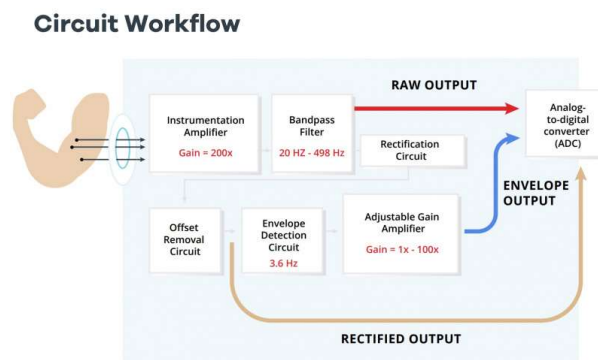 Circuit Workflow
RAW OUTPUT
Instrumentation
Amplifier
Gain = 200x
Bandpass
Filter
20 HZ - 498 Hz
Rectification
Circuit
Analog-
to-digital
converter
(ADC)
ENVELOPE
OUTPUT
Offset
Removal
Circuit
Envelope
Detection
Circuit
3.6 Hz
Adjustable Gain
Amplifier
Gain = 1x - 100x
RECTIFIED OUTPUT